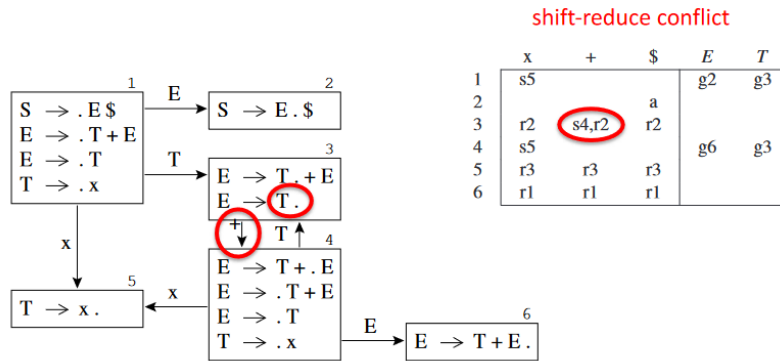 shift-reduce conflict
x + $ E T
1 s5 g2 g3
2 a
3 r2 s4,r2 r2
4 s5 g6 g3
5 r3 r3 r3
6 r1 r1 r1
1
S → . E $
E → . T + E
E → . T
T → . x
E
2
S → E . $
T
3
E → T . + E
E → T .
x
+
T
4
E → T + . E
E → . T + E
E → . T
T → . x
5
T → x .
x
E
6
E → T + E .